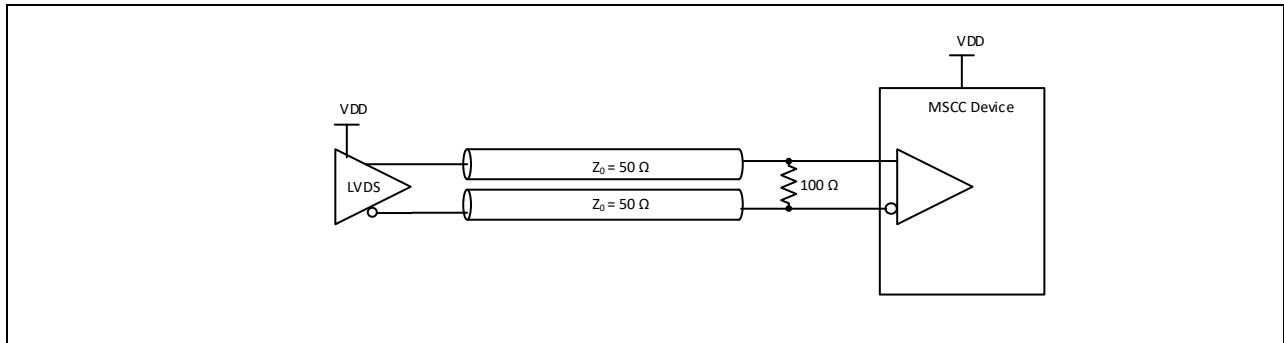 VDD
MSCC Device
VDD
LVDS
Z₀ = 50 Ω
100 Ω
Z₀ = 50 Ω